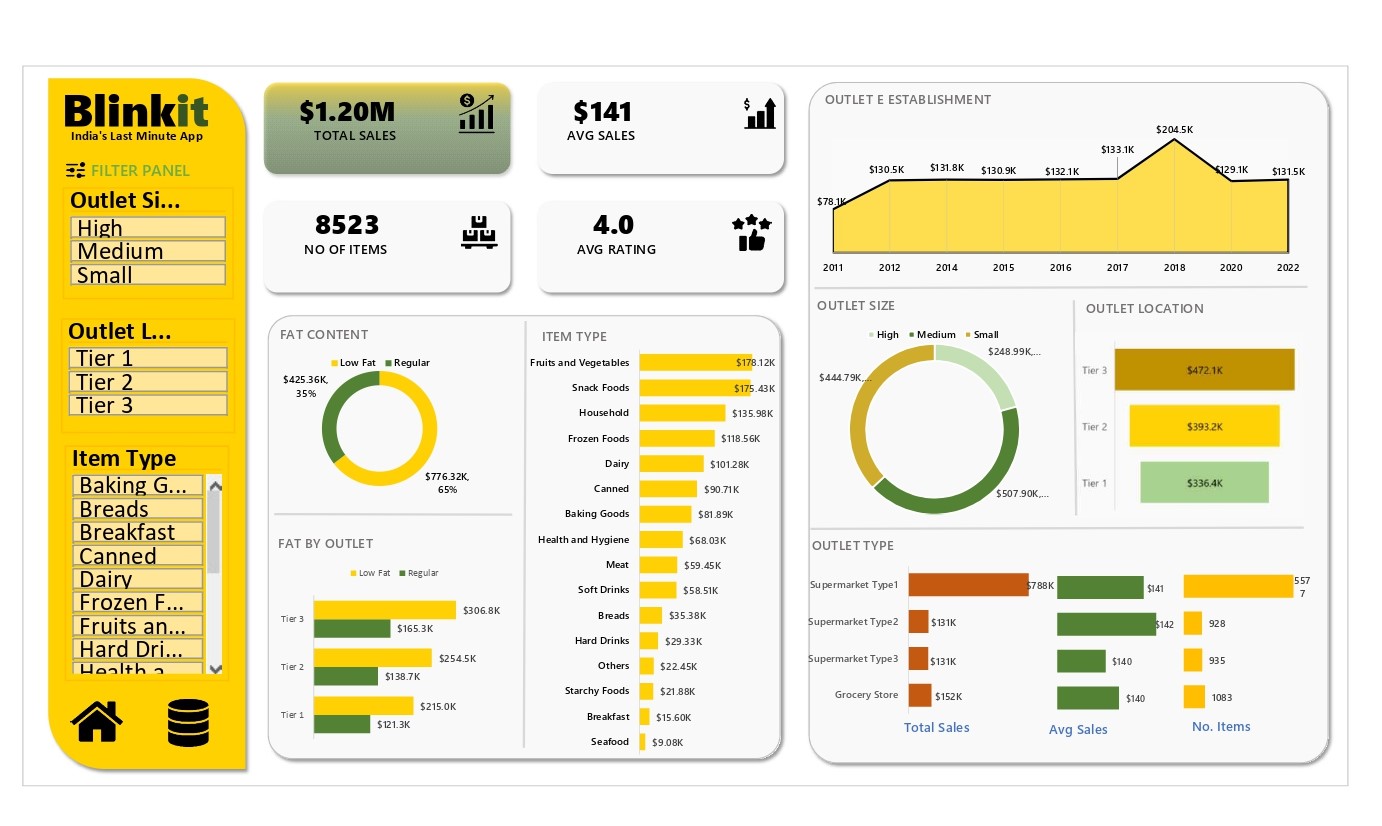 Blinkit
India's Last Minute App
FILTER PANEL
Outlet Si...
High
Medium
Small
Outlet L...
Tier 1
Tier 2
Tier 3
Item Type
Baking G...
Breads
Breakfast
Canned
Dairy
Frozen F...
Fruits an...
Hard Dri...
Health a
$1.20M
TOTAL SALES
$141
AVG SALES
8523
NO OF ITEMS
4.0
AVG RATING
FAT CONTENT
Low Fat Regular
$425.36K,
35%
$776.32K,
65%
FAT BY OUTLET
Low Fat Regular
Tier 3 $306.8K
$165.3K
Tier 2 $254.5K
$138.7K
Tier 1 $215.0K
$121.3K
ITEM TYPE
Fruits and Vegetables $178.12K
Snack Foods $175.43K
Household $135.98K
Frozen Foods $118.56K
Dairy $101.28K
Canned $90.71K
Baking Goods $81.89K
Health and Hygiene $68.03K
Meat $59.45K
Soft Drinks $58.51K
Breads $35.38K
Hard Drinks $29.33K
Others $22.45K
Starchy Foods $21.88K
Breakfast $15.60K
Seafood $9.08K
OUTLET E ESTABLISHMENT
$78.1K $130.5K $131.8K $130.9K $132.1K $133.1K $204.5K $129.1K $131.5K
2011 2012 2014 2015 2016 2017 2018 2020 2022
OUTLET SIZE
High Medium Small
$248.99K,...
$444.79K,...
$507.90K,...
OUTLET LOCATION
Tier 3 $472.1K
Tier 2 $393.2K
Tier 1 $336.4K
OUTLET TYPE
Supermarket Type1 $788K $141 557
7
Supermarket Type2 $131K $142 928
Supermarket Type3 $131K $140 935
Grocery Store $152K $140 1083
Total Sales Avg Sales No. Items